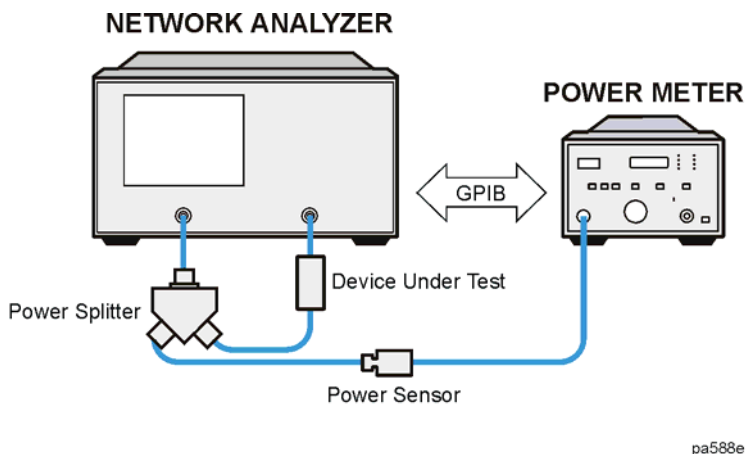 NETWORK ANALYZER
POWER METER
GPIB
Device Under Test
Power Splitter
Power Sensor
pa588e